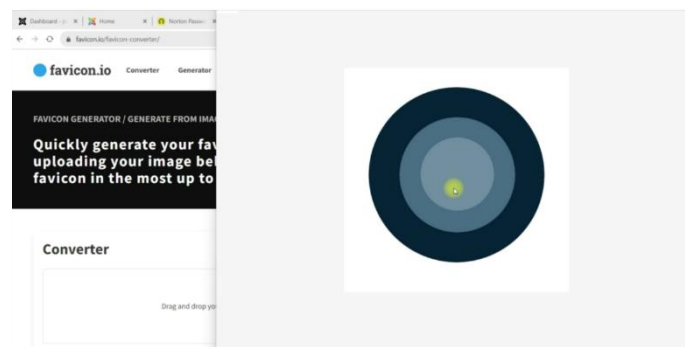 Dashboard
Home
Norton Passw
favicon.io/favicon-converter/
favicon.io
Converter
Generator
FAVICON GENERATOR / GENERATE FROM IMA
Quickly generate your fav
uploading your image bel
favicon in the most up to
Converter
Drag and drop yo